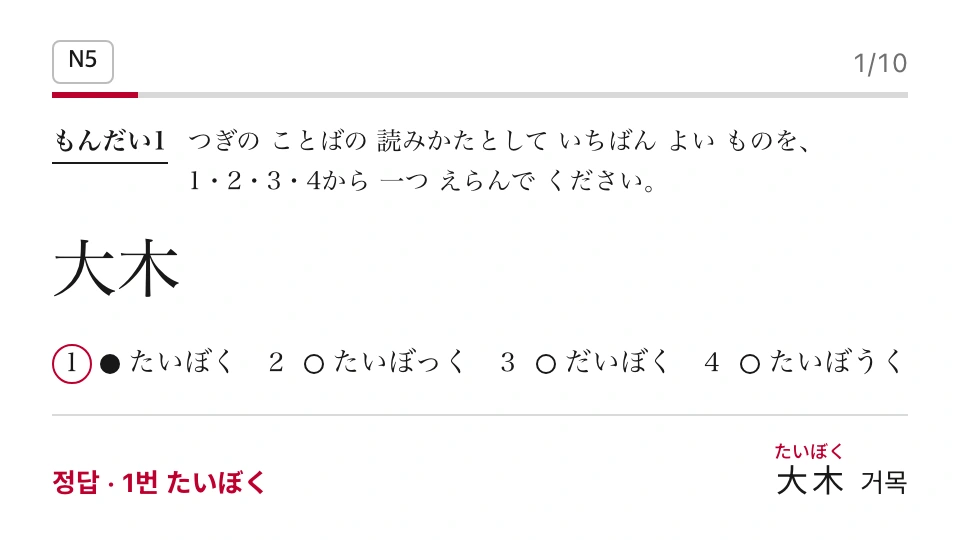 N5
1/10
もんだい1 つぎの ことばの 読みかたとして いちばん よい ものを、
1・2・3・4から 一つ えらんで ください。
大木
1 ● たいぼく 2 ○ たいぼっく 3 ○ だいぼく 4 ○ たいぼうく
たいぼく
정답 · 1번 たいぼく 大木 거목